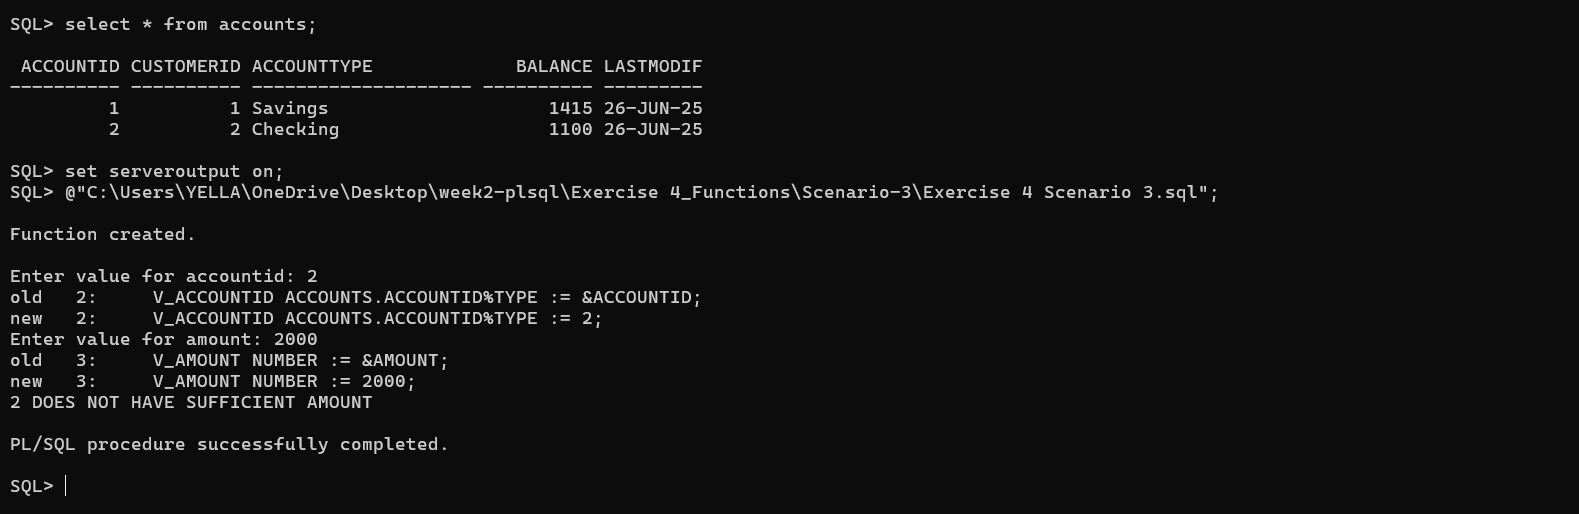 SQL> select * from accounts;
 ACCOUNTID CUSTOMERID ACCOUNTTYPE             BALANCE LASTMODIF
---------- ---------- -------------------- ---------- ---------
         1          1 Savings                    1415 26-JUN-25
         2          2 Checking                   1100 26-JUN-25
SQL> set serveroutput on;
SQL> @"C:\Users\YELLA\OneDrive\Desktop\week2-plsql\Exercise 4_Functions\Scenario-3\Exercise 4 Scenario 3.sql";
Function created.
Enter value for accountid: 2
old   2:     V_ACCOUNTID ACCOUNTS.ACCOUNTID%TYPE := &ACCOUNTID;
new   2:     V_ACCOUNTID ACCOUNTS.ACCOUNTID%TYPE := 2;
Enter value for amount: 2000
old   3:     V_AMOUNT NUMBER := &AMOUNT;
new   3:     V_AMOUNT NUMBER := 2000;
2 DOES NOT HAVE SUFFICIENT AMOUNT
PL/SQL procedure successfully completed.
SQL>